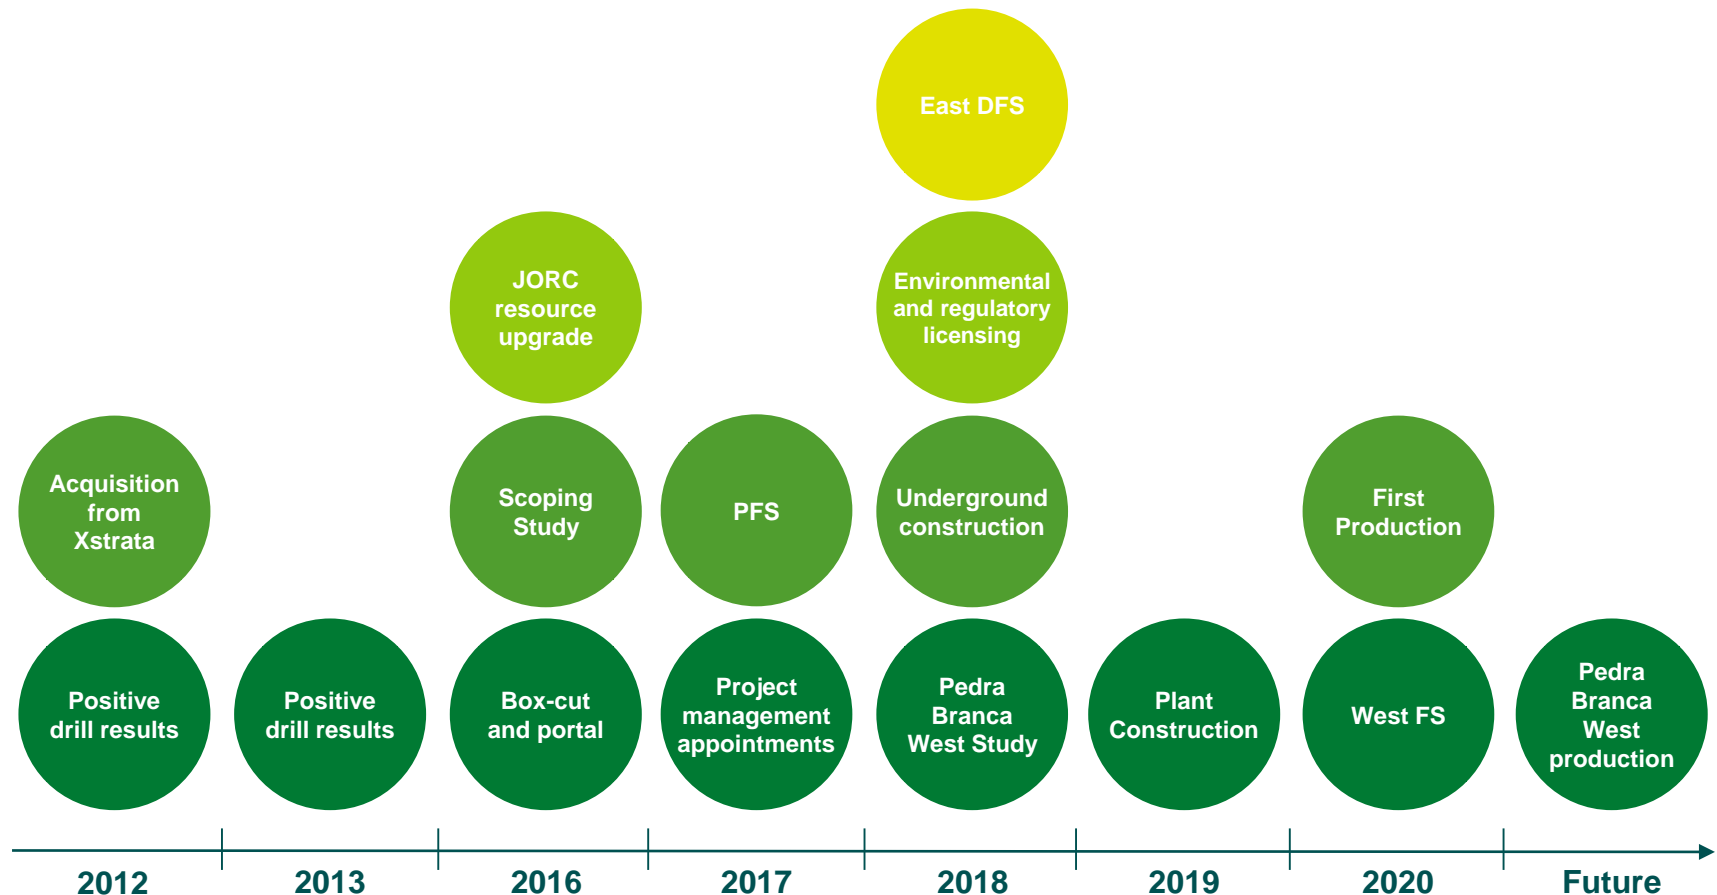 East DFS
JORC
resource
upgrade
Environmental
and regulatory
licensing
Acquisition
from
Xstrata
Scoping
Study
PFS
Underground
construction
First
Production
Positive
drill results
Positive
drill results
Box-cut
and portal
Project
management
appointments
Pedra
Branca
West Study
Plant
Construction
West FS
Pedra
Branca
West
production
2012
2013
2016
2017
2018
2019
2020
Future